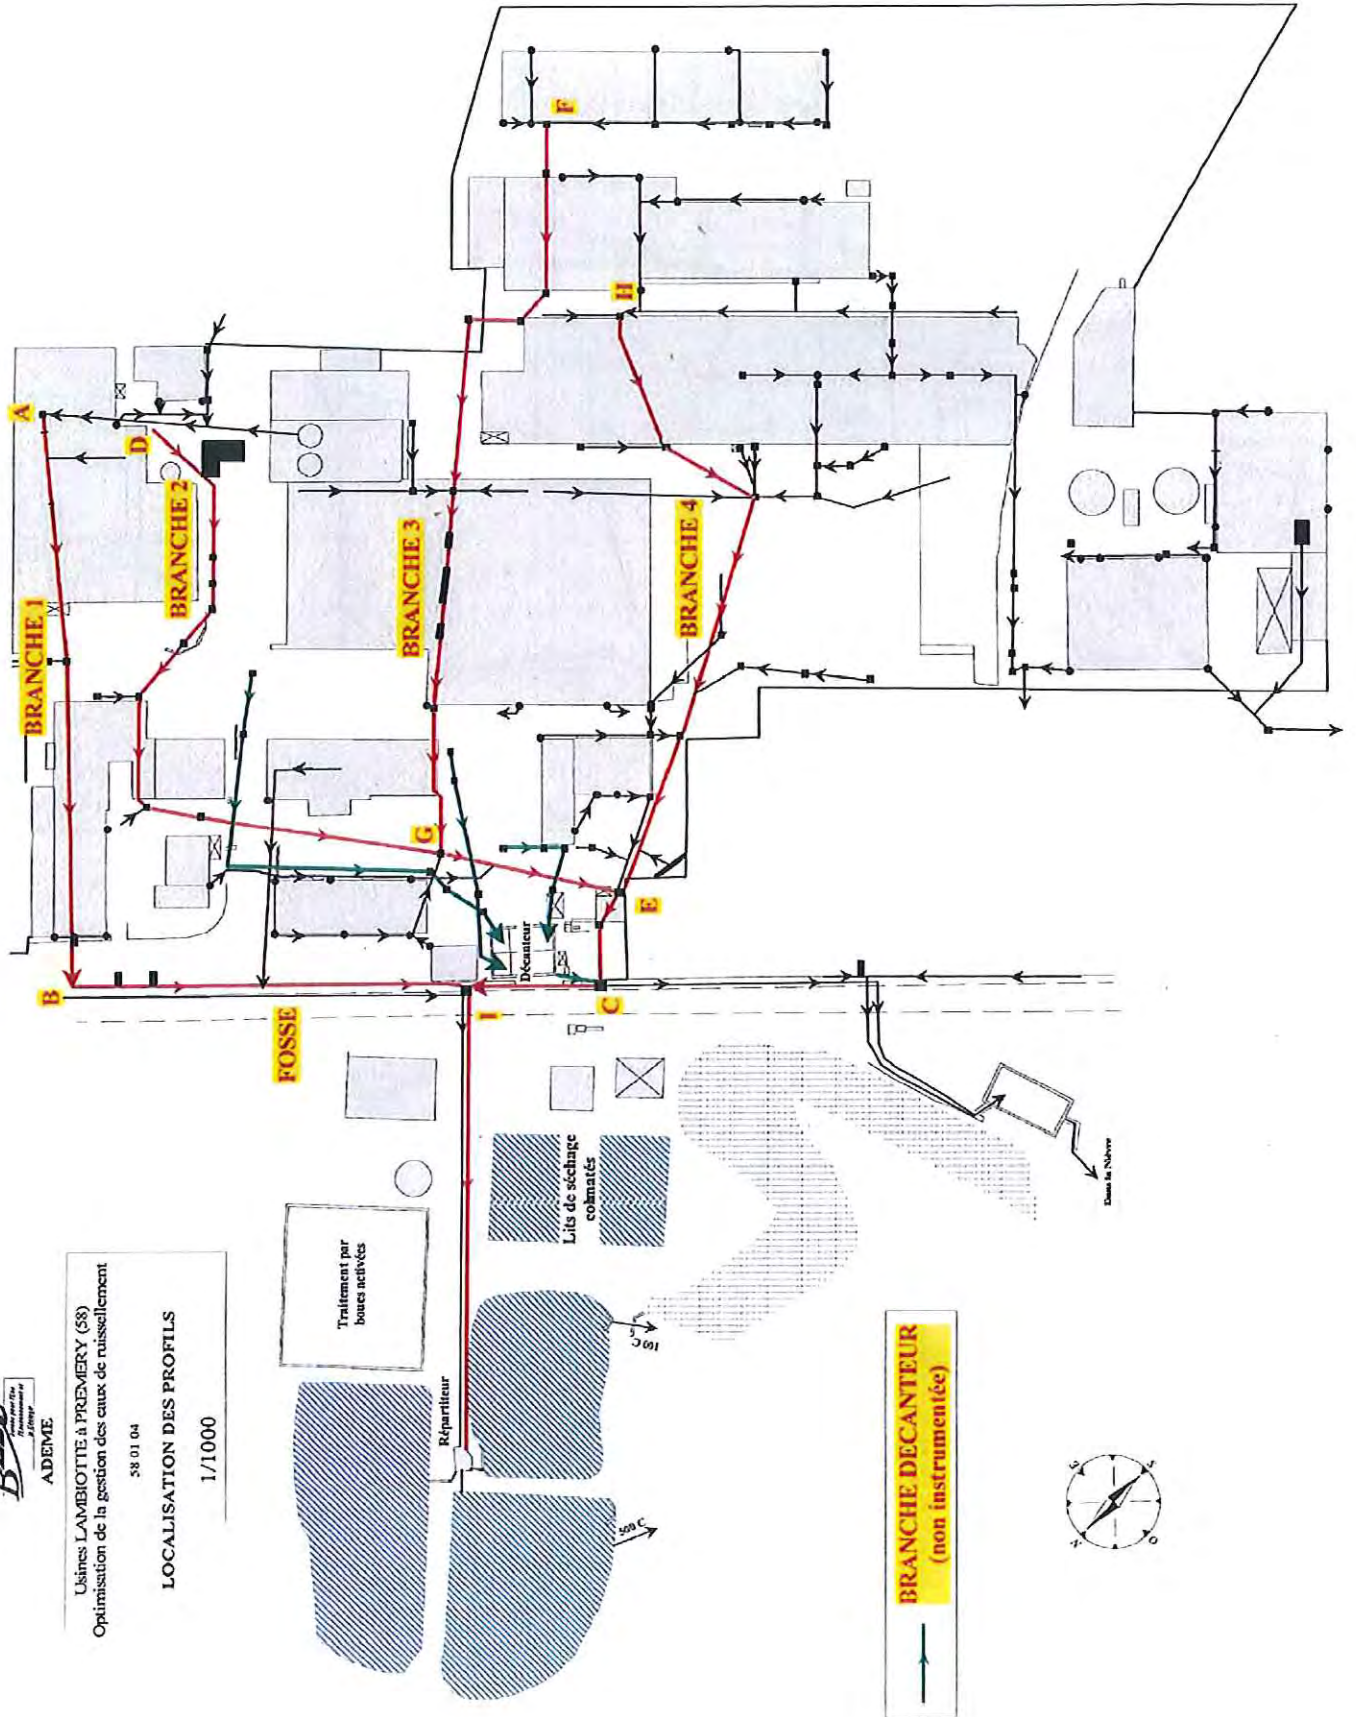 ADEME
Usines LAMBIOTTE à PREMERY (58)
Optimisation de la gestion des eaux de ruissellement
58 01 04
LOCALISATION DES PROFILS
1/1000
A
D
BRANCHE 1
BRANCHE 2
BRANCHE 3
BRANCHE 4
F
H
G
E
B
C
I
FOSSE
Décanteur
Traitement par
boues activées
Répartiteur
Lits de séchage
colmatés
500 C
Dans la Nièvre
BRANCHE DECANTEUR
(non instrumentée)
N
S
O